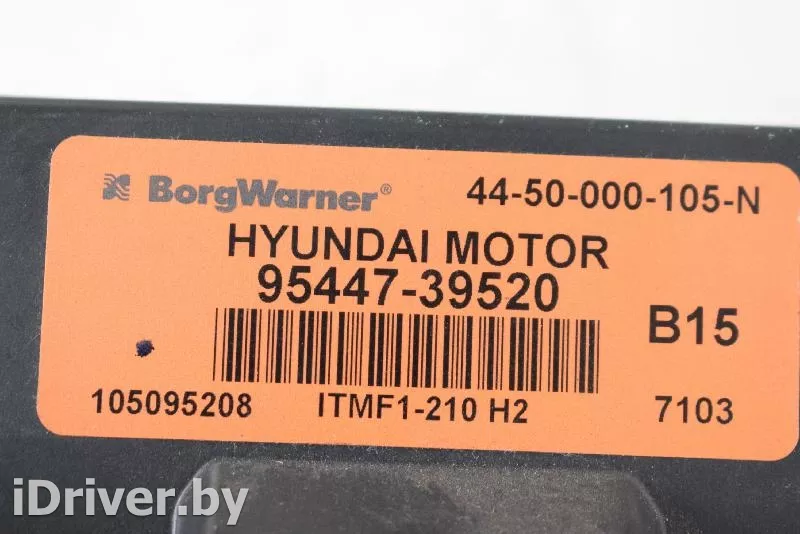 BorgWarner® 44-50-000-105-N
HYUNDAI MOTOR
95447-39520
B15
105095208 ITMF1-210 H2 7103
iDriver.by